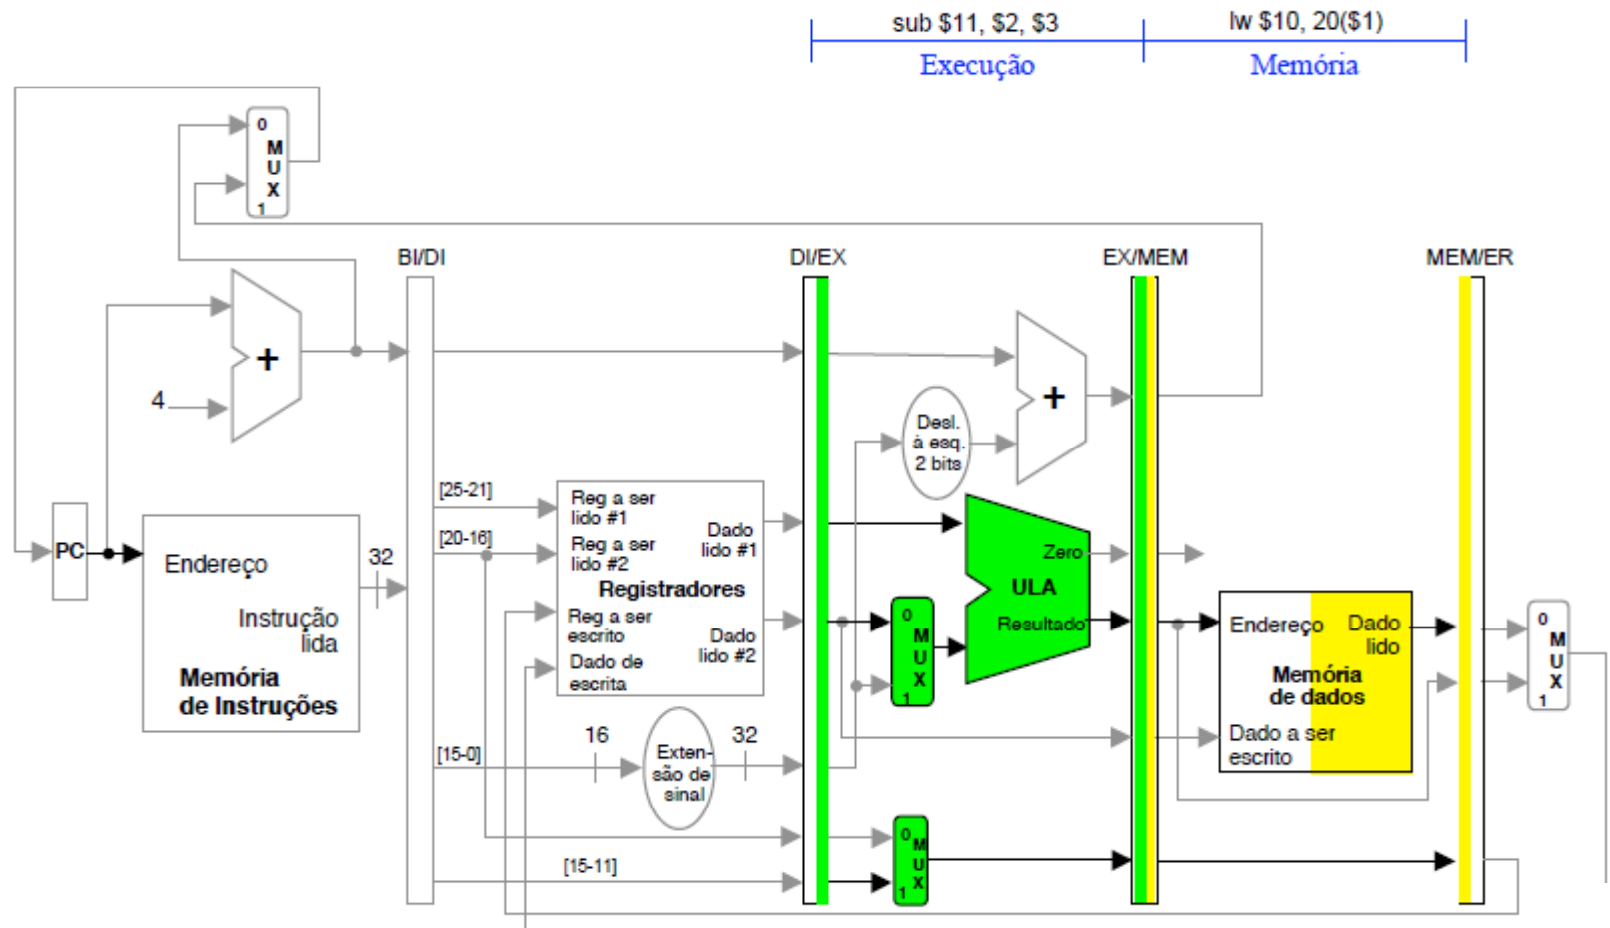 sub $11, $2, $3
lw $10, 20($1)
Execução
Memória
0
M
U
X
1
BI/DI
DI/EX
EX/MEM
MEM/ER
+
4
+
Desl.
à esq.
2 bits
[25-21]
[20-16]
PC
Endereço
32
Instrução
lida
Memória
de Instruções
Reg a ser
lido #1
Reg a ser
lido #2
Dado
lido #1
Registradores
Reg a ser
escrito
Dado
lido #2
Dado de
escrita
Zero
ULA
Resultado
0
M
U
X
1
Endereço
Dado
lido
Memória
de dados
Dado a ser
escrito
0
M
U
X
1
[15-0]
16
Exten-
são de
sinal
32
[15-11]
0
M
U
X
1